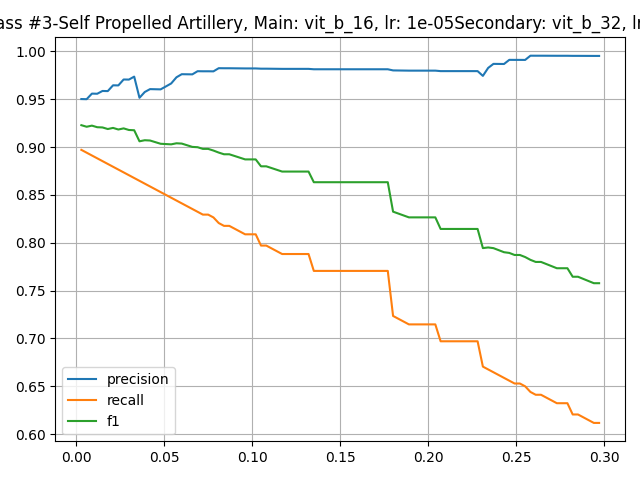 ass #3-Self Propelled Artillery, Main: vit_b_16, lr: 1e-05Secondary: vit_b_32, lr
1.00
0.95
0.90
0.85
0.80
0.75
0.70
0.65
0.60
precision
recall
f1
0.00 0.05 0.10 0.15 0.20 0.25 0.30